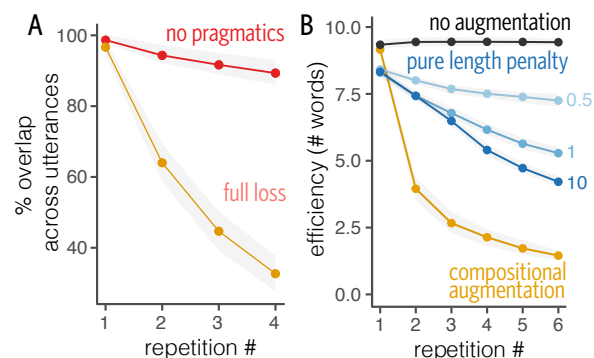 A
no pragmatics
full loss
% overlap
across utterances
100
80
60
40
1 2 3 4
repetition #
B
no augmentation
pure length penalty
0.5
1
10
compositional
augmentation
efficiency (# words)
10.0
7.5
5.0
2.5
0.0
1 2 3 4 5 6
repetition #